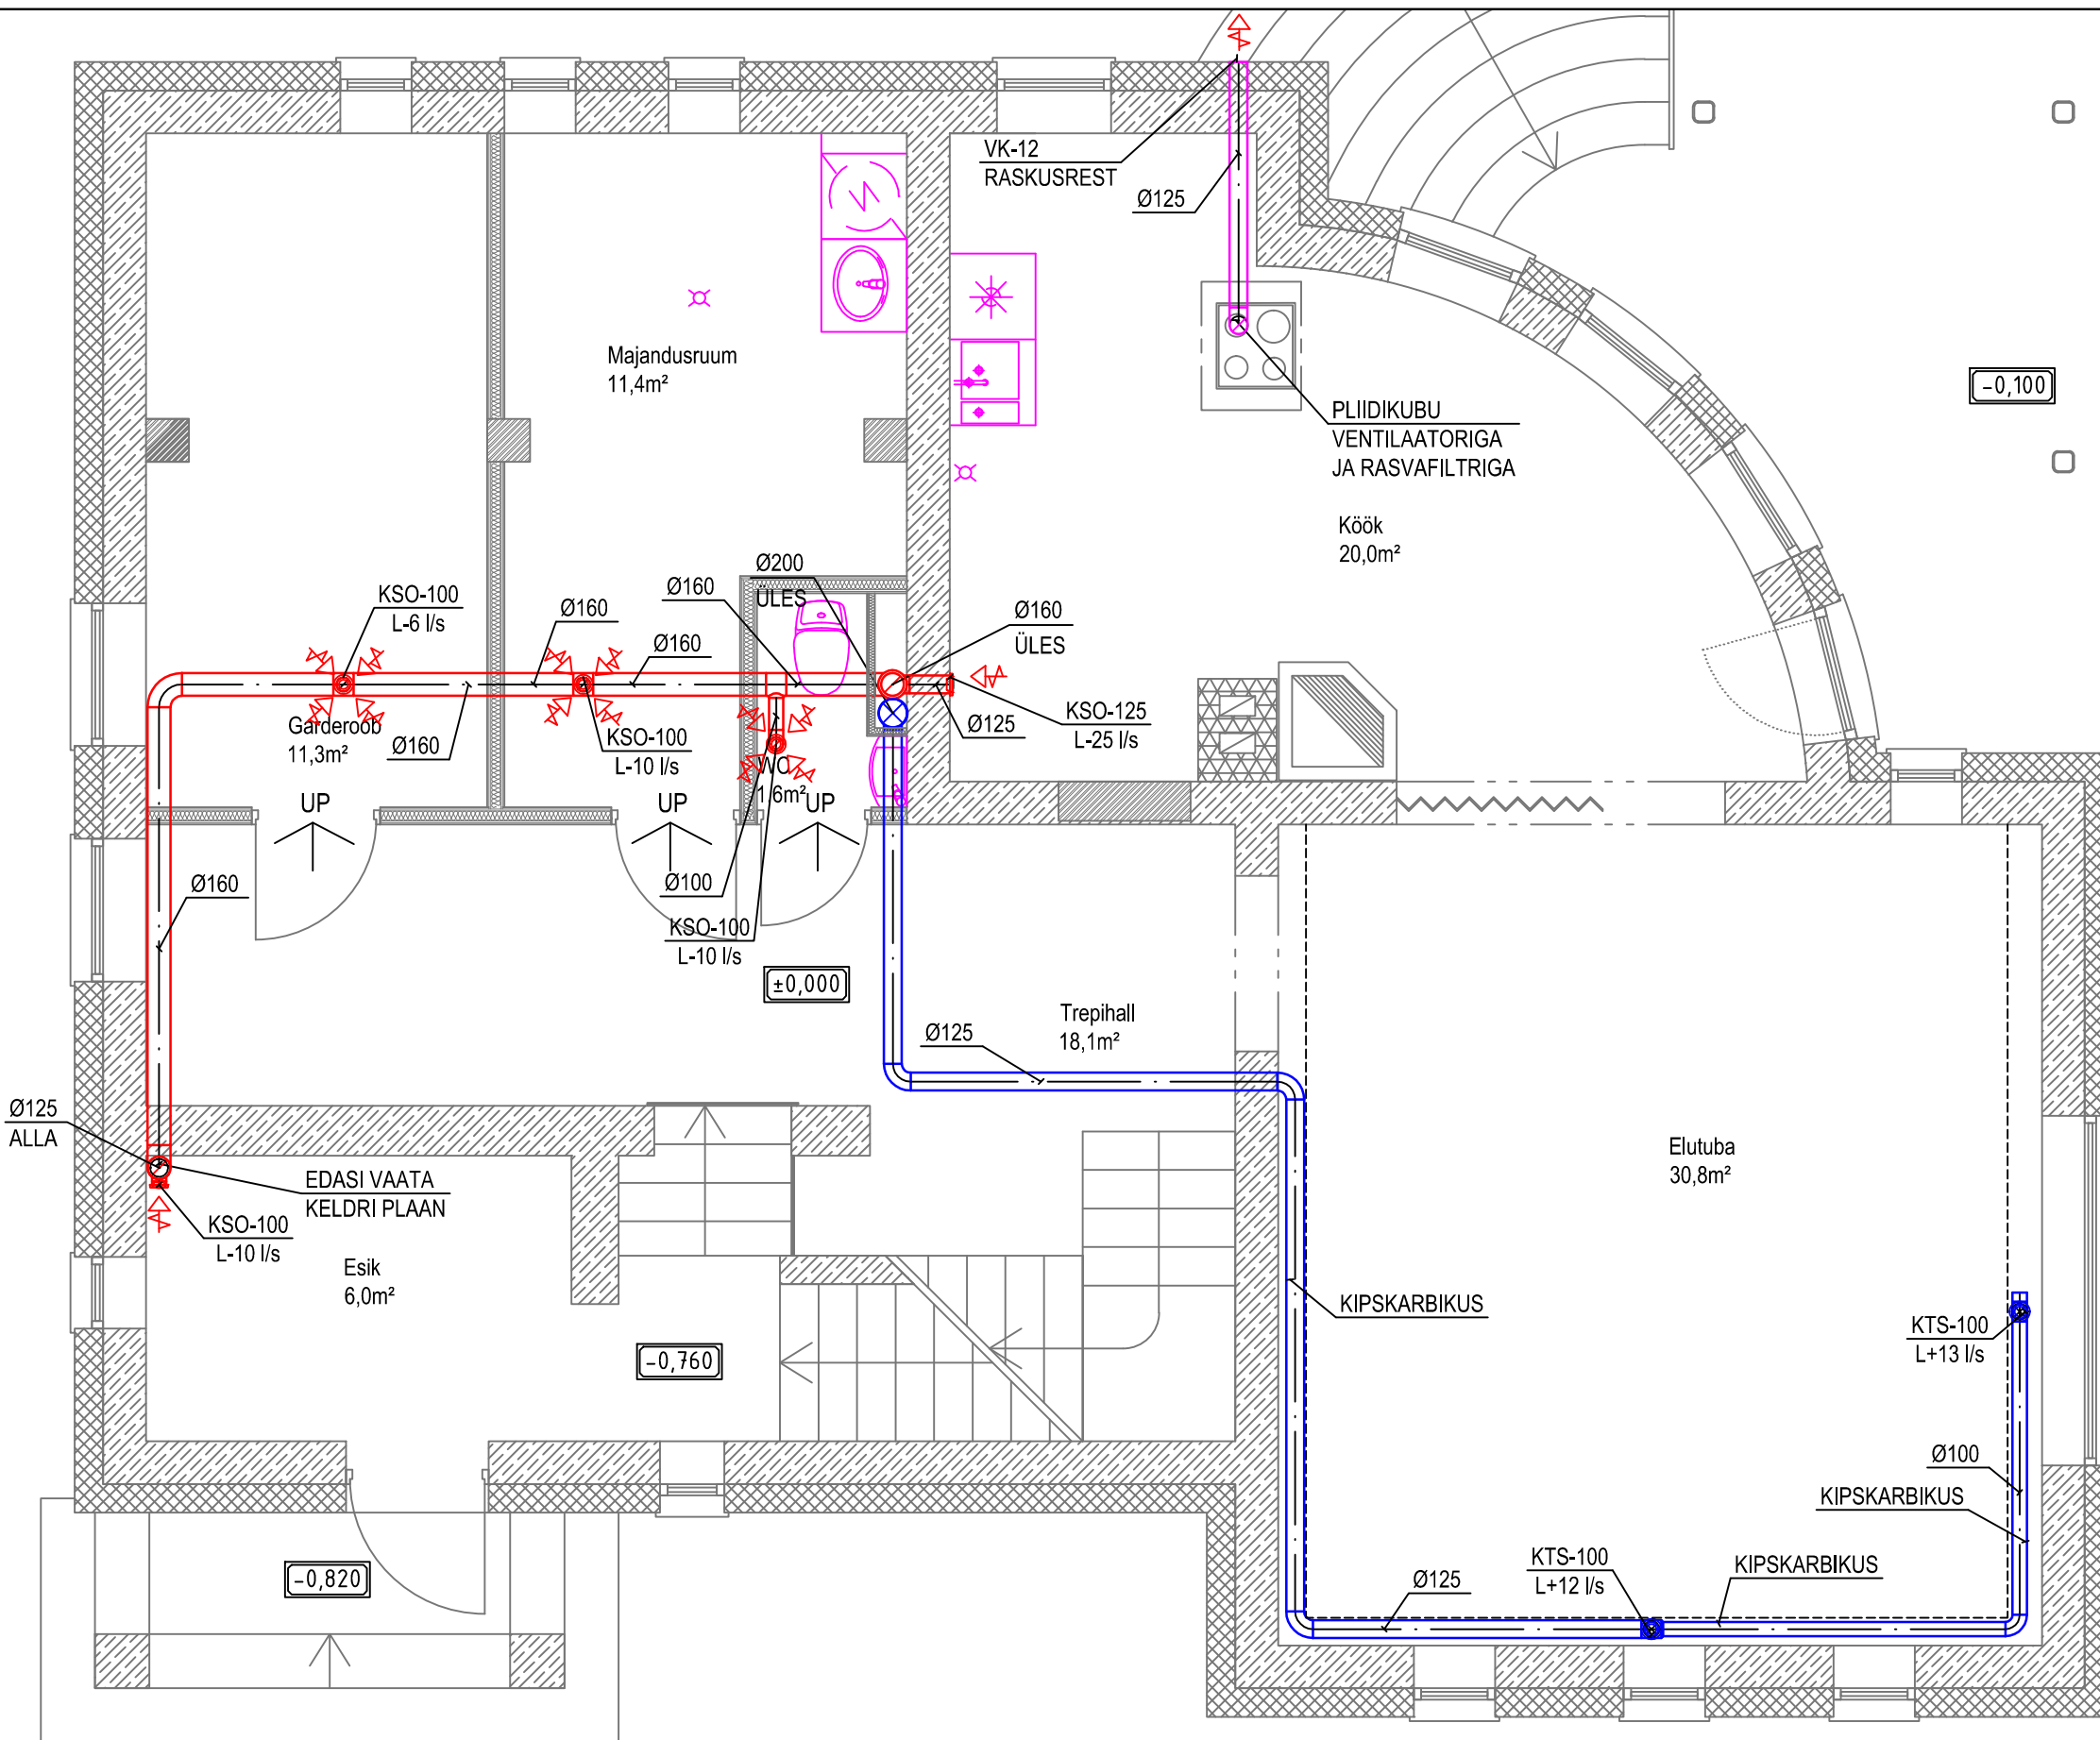 VK-12
RASKUSREST
Ø125
Majandusruum
11,4m²
-0,100
PLIIDIKUBU
VENTILAATORIGA
JA RASVAFILTRIGA
Köök
20,0m²
Ø200
ÜLES
Ø160
KSO-100
L-6 l/s
Ø160
Ø160
Ø160
ÜLES
Garderoob
11,3m²
Ø160
KSO-100
L-10 l/s
Ø125
KSO-125
L-25 l/s
WC
1,6m²
UP
UP
UP
Ø160
Ø100
KSO-100
L-10 l/s
±0,000
Trepihall
18,1m²
Ø125
Ø125
ALLA
EDASI VAATA
KELDRI PLAAN
KSO-100
L-10 l/s
Esik
6,0m²
Elutuba
30,8m²
KIPSKARBIKUS
KTS-100
L+13 l/s
-0,760
Ø100
KIPSKARBIKUS
-0,820
Ø125
KTS-100
L+12 l/s
KIPSKARBIKUS